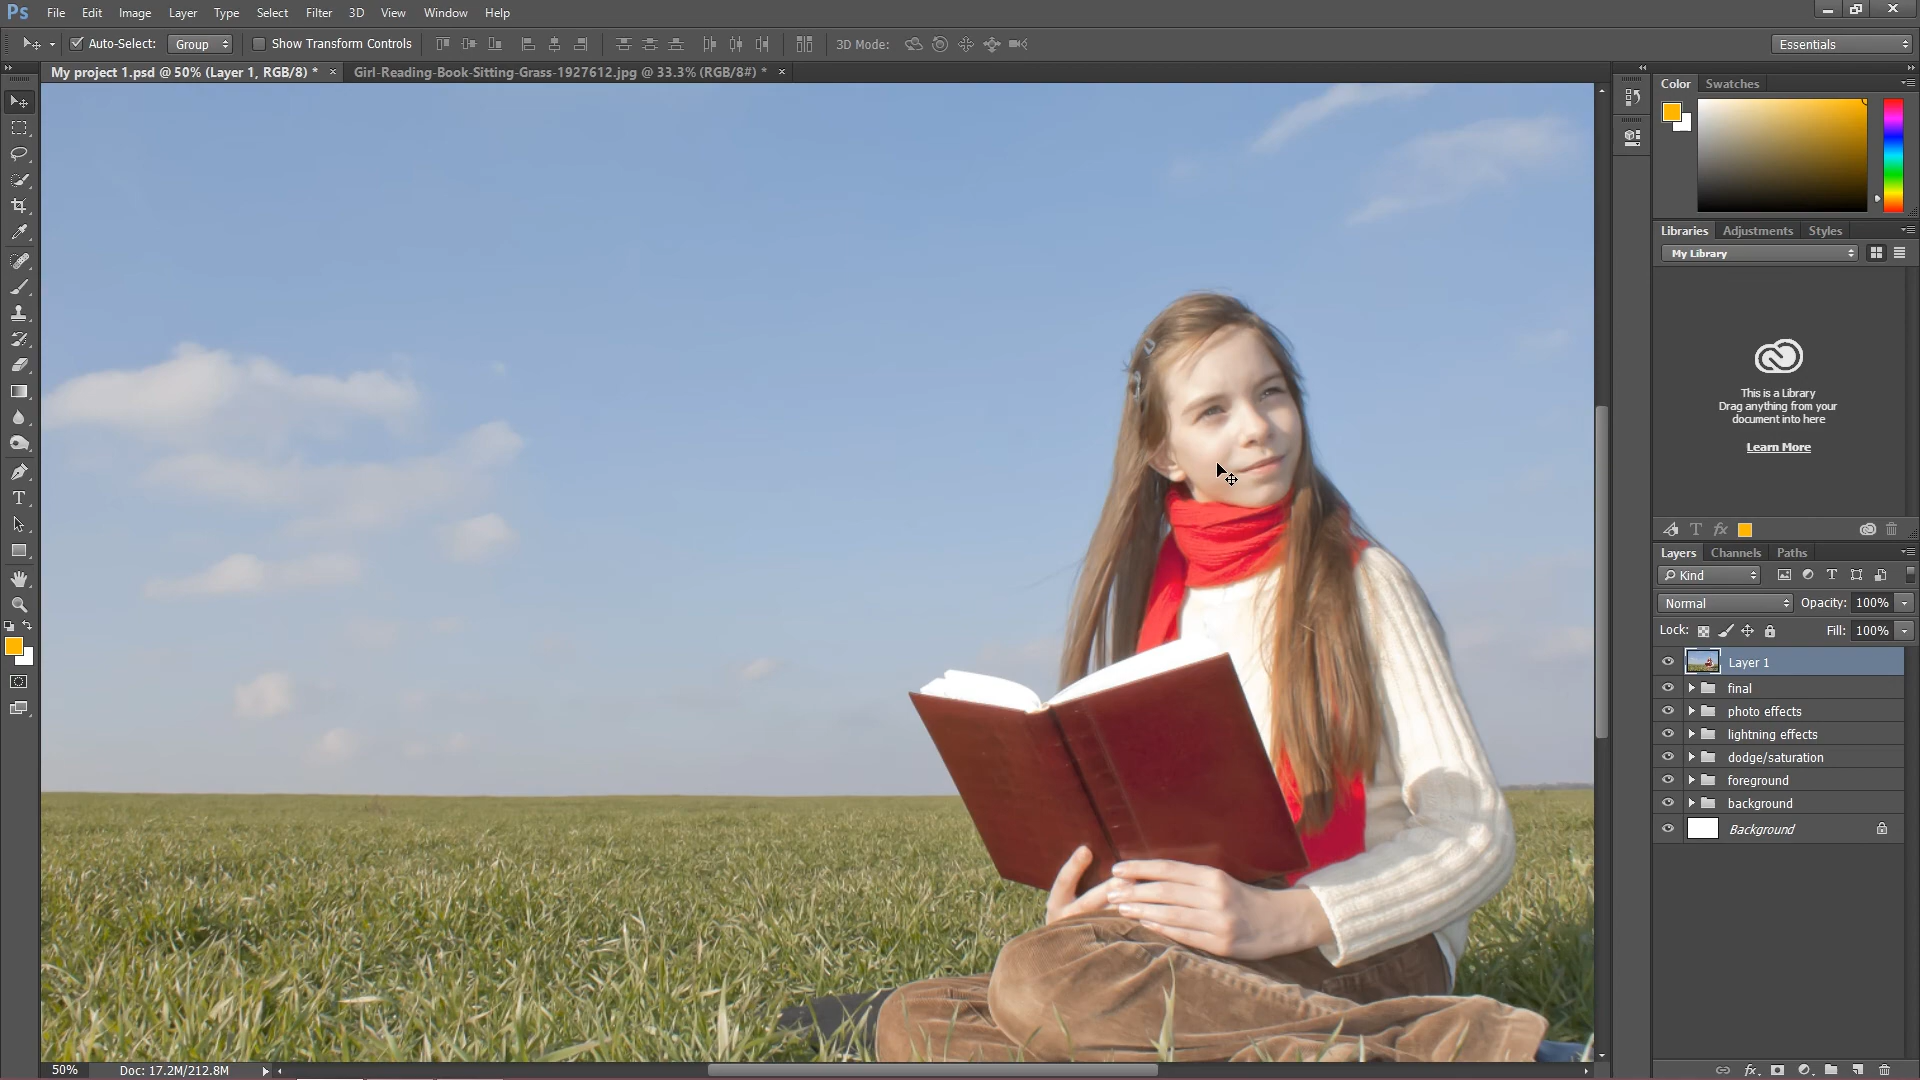 Ps File Edit Image Layer Type Select Filter 3D View Window Help
Auto-Select: Group Show Transform Controls 3D Mode: Essentials
My project 1.psd @ 50% (Layer 1, RGB/8) * × Girl-Reading-Book-Sitting-Grass-1927612.jpg @ 33.3% (RGB/8#) * ×
Color Swatches
Libraries Adjustments Styles
My Library
This is a Library
Drag anything from your
document into here
Learn More
Layers Channels Paths
Kind
Normal Opacity: 100%
Lock: Fill: 100%
Layer 1
final
photo effects
lightning effects
dodge/saturation
foreground
background
Background
50% Doc: 17.2M/212.8M